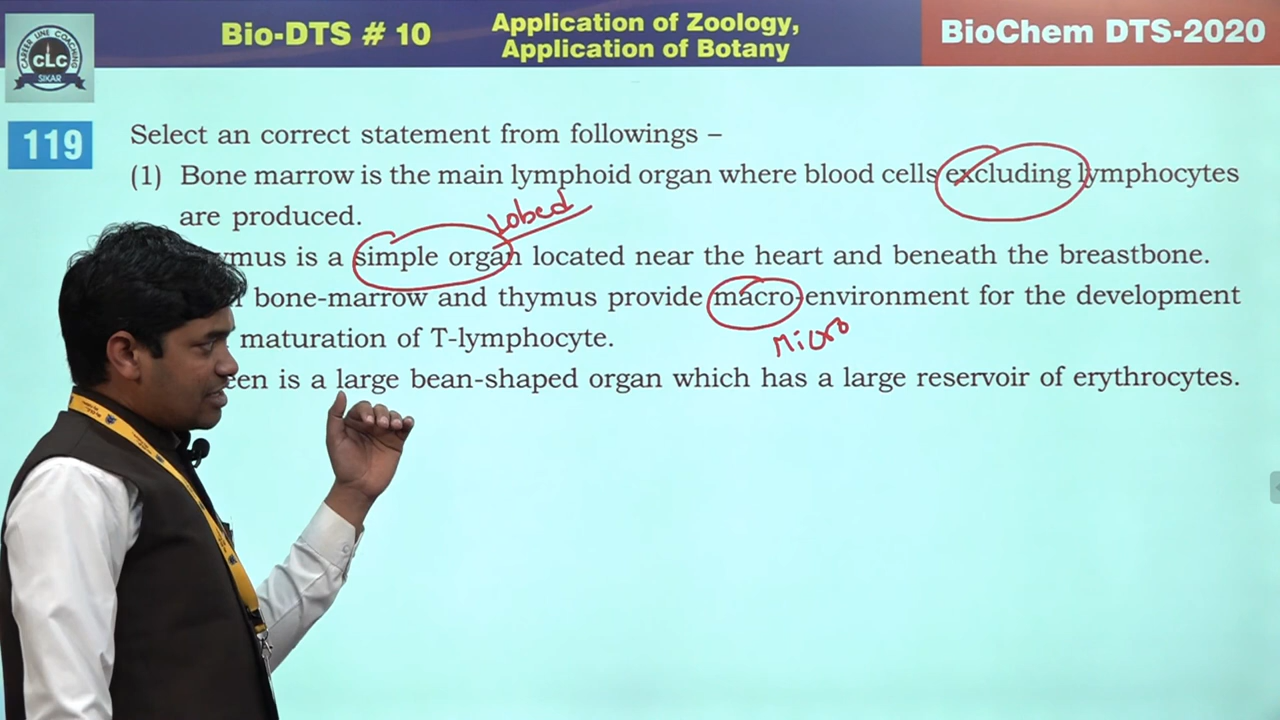 Bio-DTS # 10
Application of Zoology,
Application of Botany
BioChem DTS-2020
CAREER LINE COACHING
CLC
SIKAR
119
Select an correct statement from followings –
(1) Bone marrow is the main lymphoid organ where blood cells excluding lymphocytes
are produced.
Lobed
is a simple organ located near the heart and beneath the breastbone.
bone-marrow and thymus provide macro-environment for the development
Micro
maturation of T-lymphocyte.
is a large bean-shaped organ which has a large reservoir of erythrocytes.